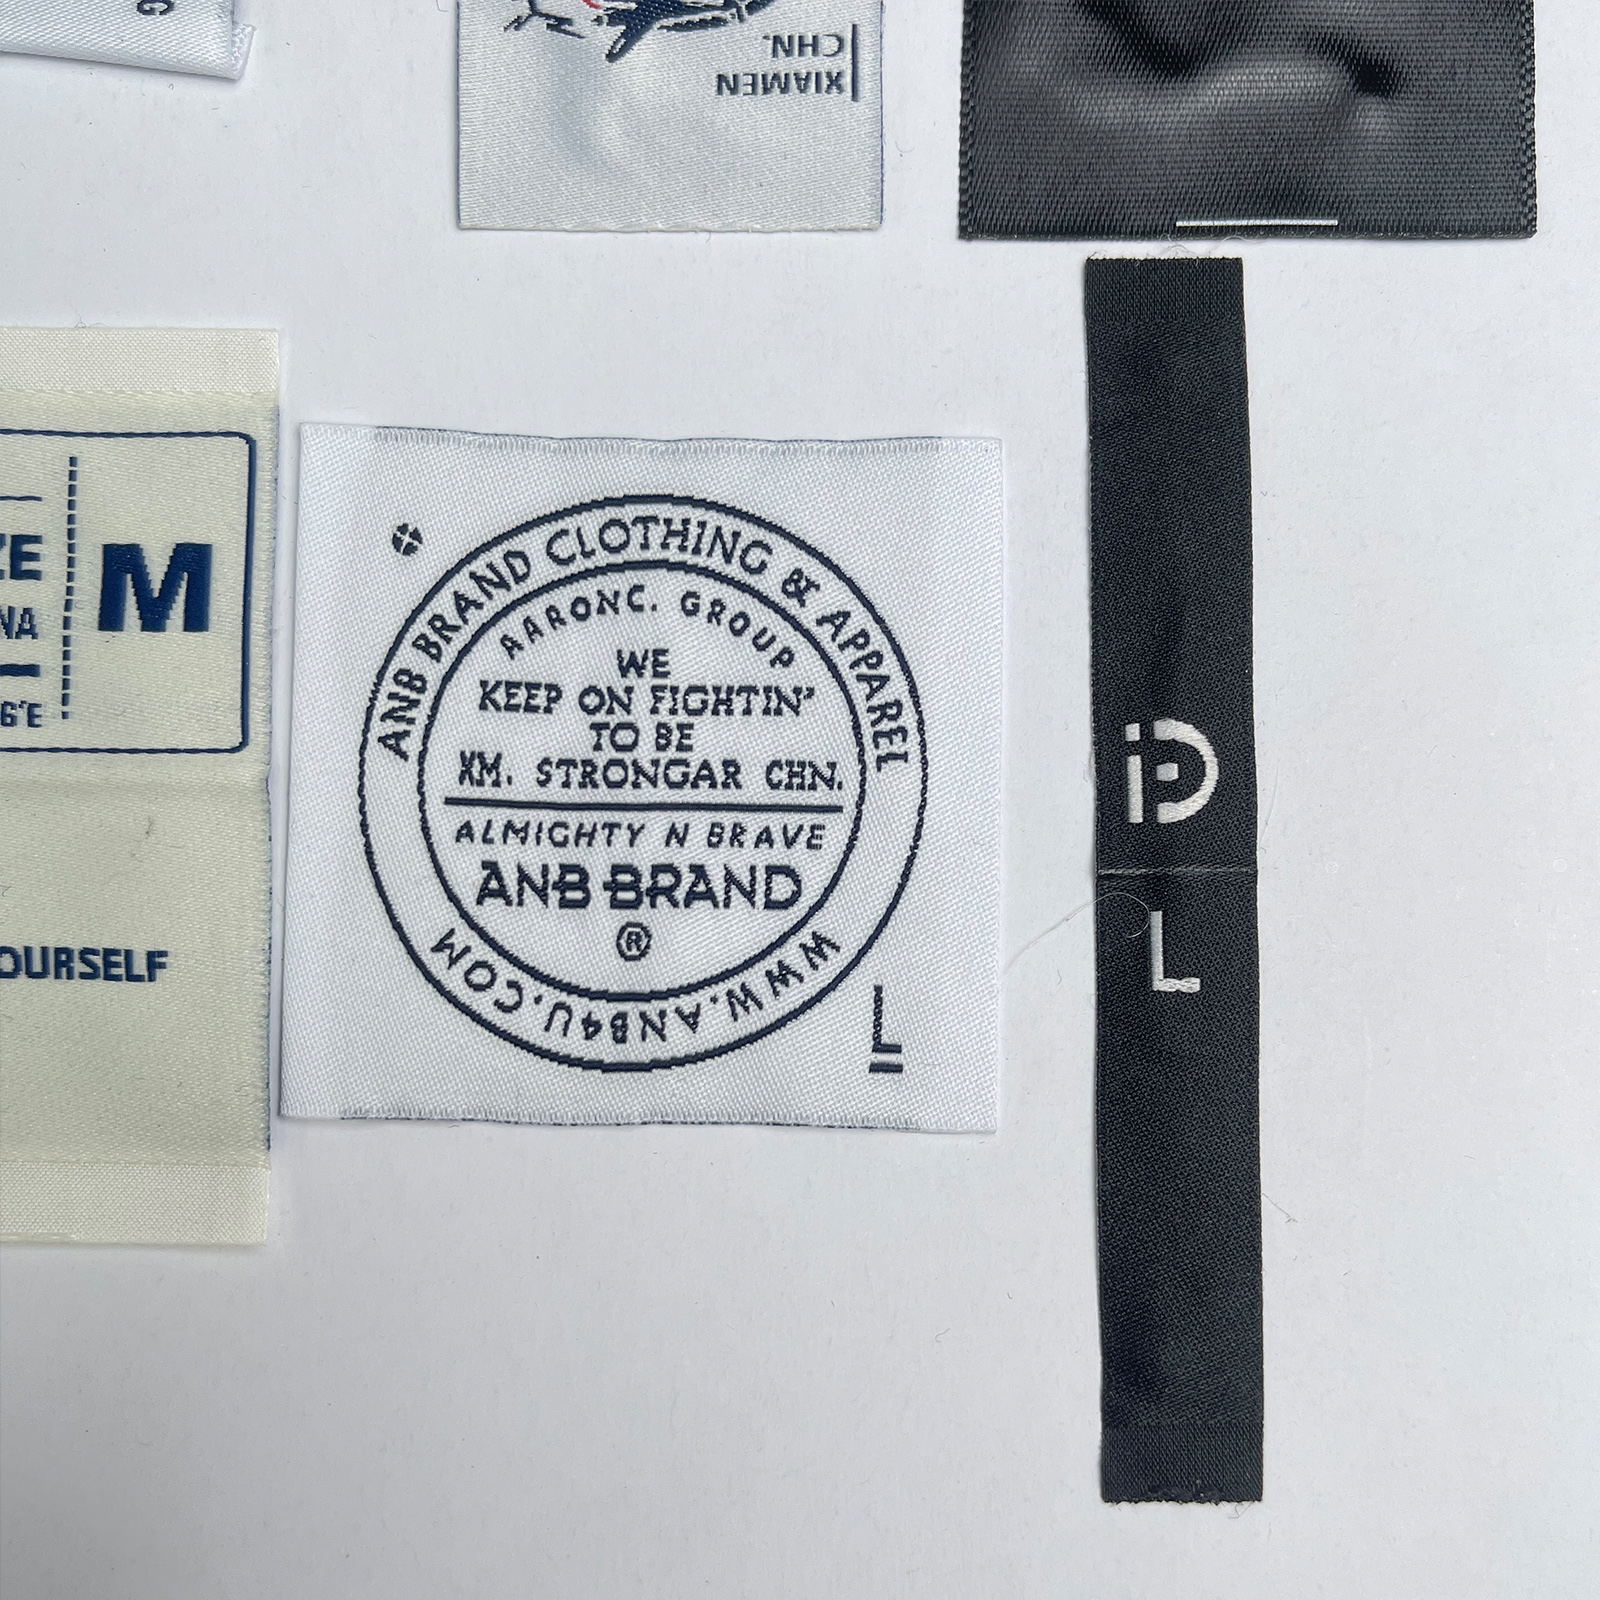 G
XIAMEN
CHN.
ZE
NA
6'E
M
OURSELF
ANB BRAND CLOTHING & APPAREL
AARONC. GROUP
WE
KEEP ON FIGHTIN'
TO BE
XM. STRONGAR CHN.
ALMIGHTY N BRAVE
ANB BRAND
®
WWW.ANB4U.COM
L
iD
L